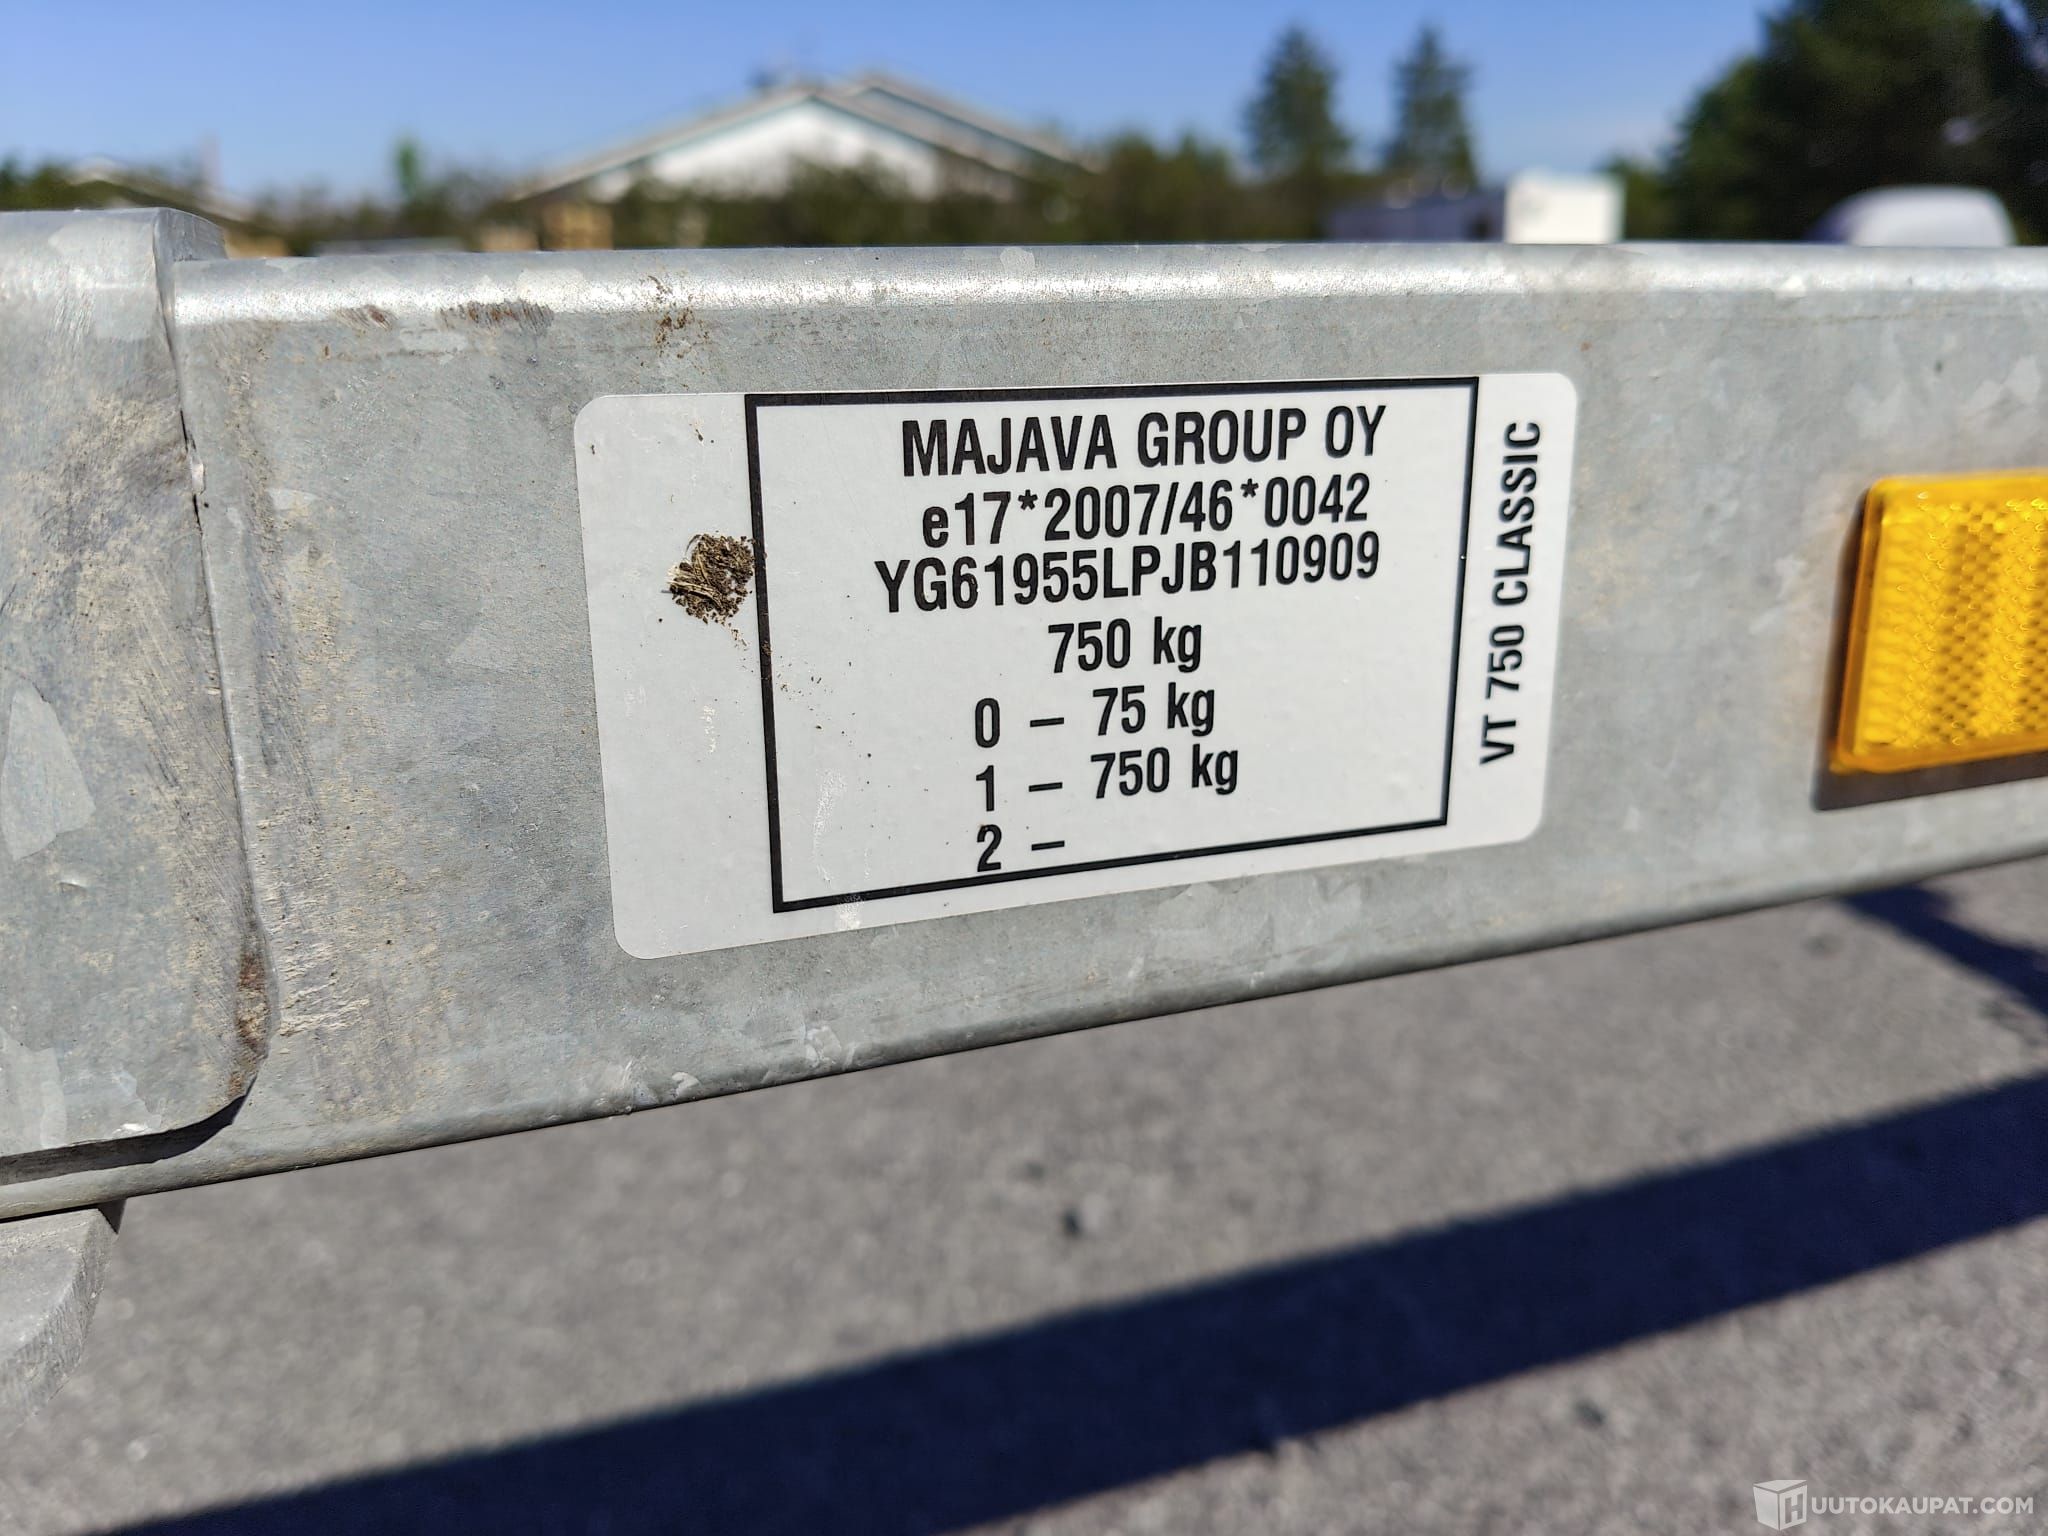 MAJAVA GROUP OY
e17*2007/46*0042
YG61955LPJB110909
750 kg
0 – 75 kg
1 – 750 kg
2 –
VT 750 CLASSIC
HUUTOKAUPAT.COM